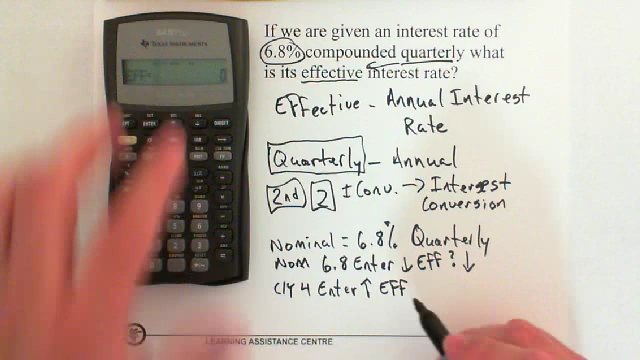 If we are given an interest rate of
6.8% compounded quarterly what
is its effective interest rate?
Effective - Annual Interest
Rate
Quarterly - Annual
2nd 2 I Conv. → Interest
Conversion
Nominal = 6.8% Quarterly
Nom 6.8 Enter ↓ EFF? ↓
C/Y 4 Enter ↑ EFF
TEXAS INSTRUMENTS
EFF= 0
ENTER
LEARNING ASSISTANCE CENTRE